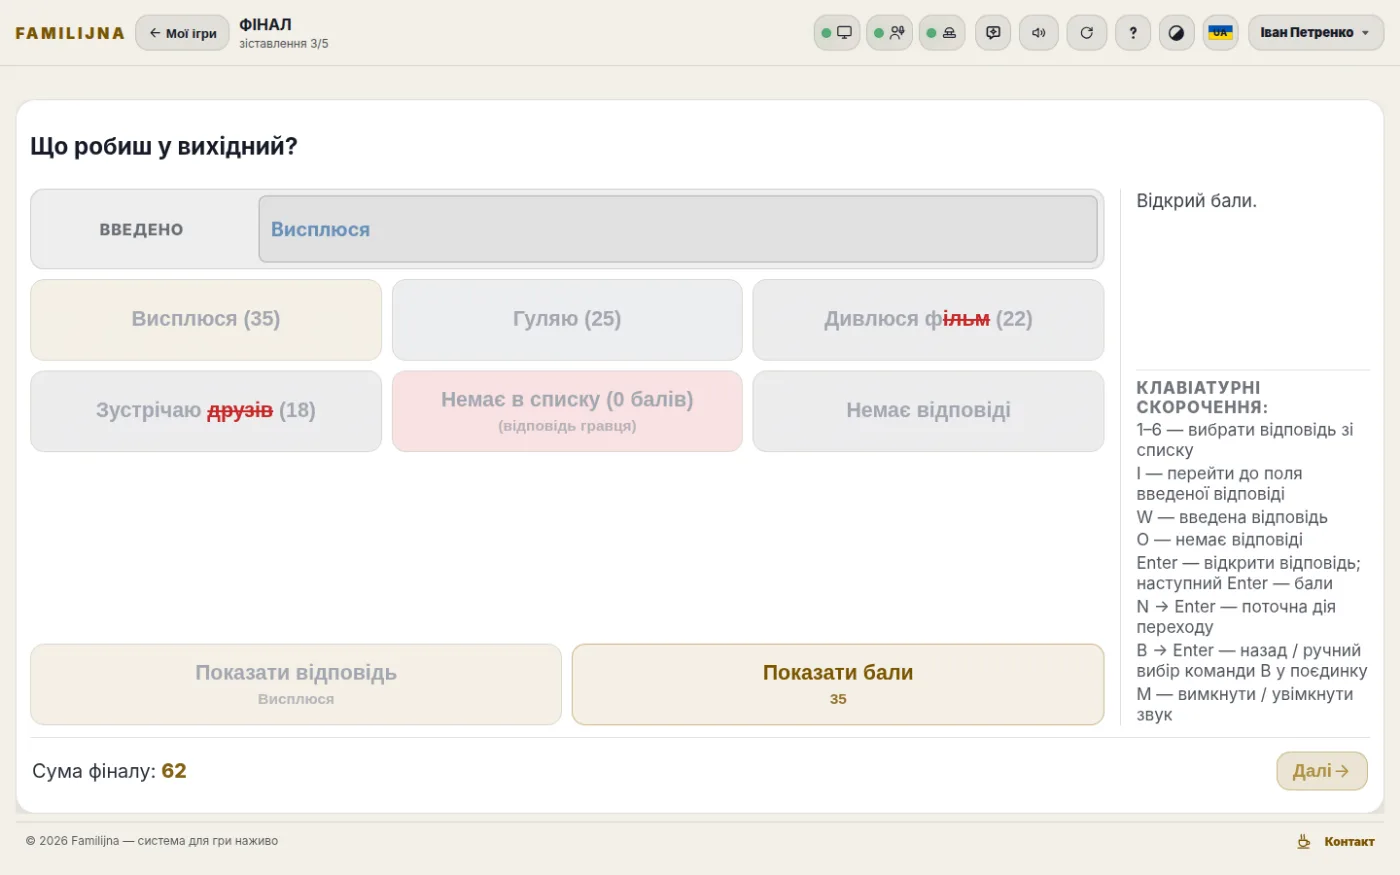 FAMILIJNA
← Мої ігри
ФІНАЛ
зіставлення 3/5
?
UA
Іван Петренко
Що робиш у вихідний?
ВВЕДЕНО
Висплюся
Відкрий бали.
Висплюся (35)
Гуляю (25)
Дивлюся фільм (22)
Зустрічаю друзів (18)
Немає в списку (0 балів)
(відповідь гравця)
Немає відповіді
КЛАВІАТУРНІ
СКОРОЧЕННЯ:
1–6 — вибрати відповідь зі
списку
I — перейти до поля
введеної відповіді
W — введена відповідь
O — немає відповіді
Enter — відкрити відповідь;
наступний Enter — бали
N → Enter — поточна дія
переходу
B → Enter — назад / ручний
вибір команди B у поєдинку
M — вимкнути / увімкнути
звук
Показати відповідь
Висплюся
Показати бали
35
Сума фіналу: 62
Далі →
© 2026 Familijna — система для гри наживо
Контакт